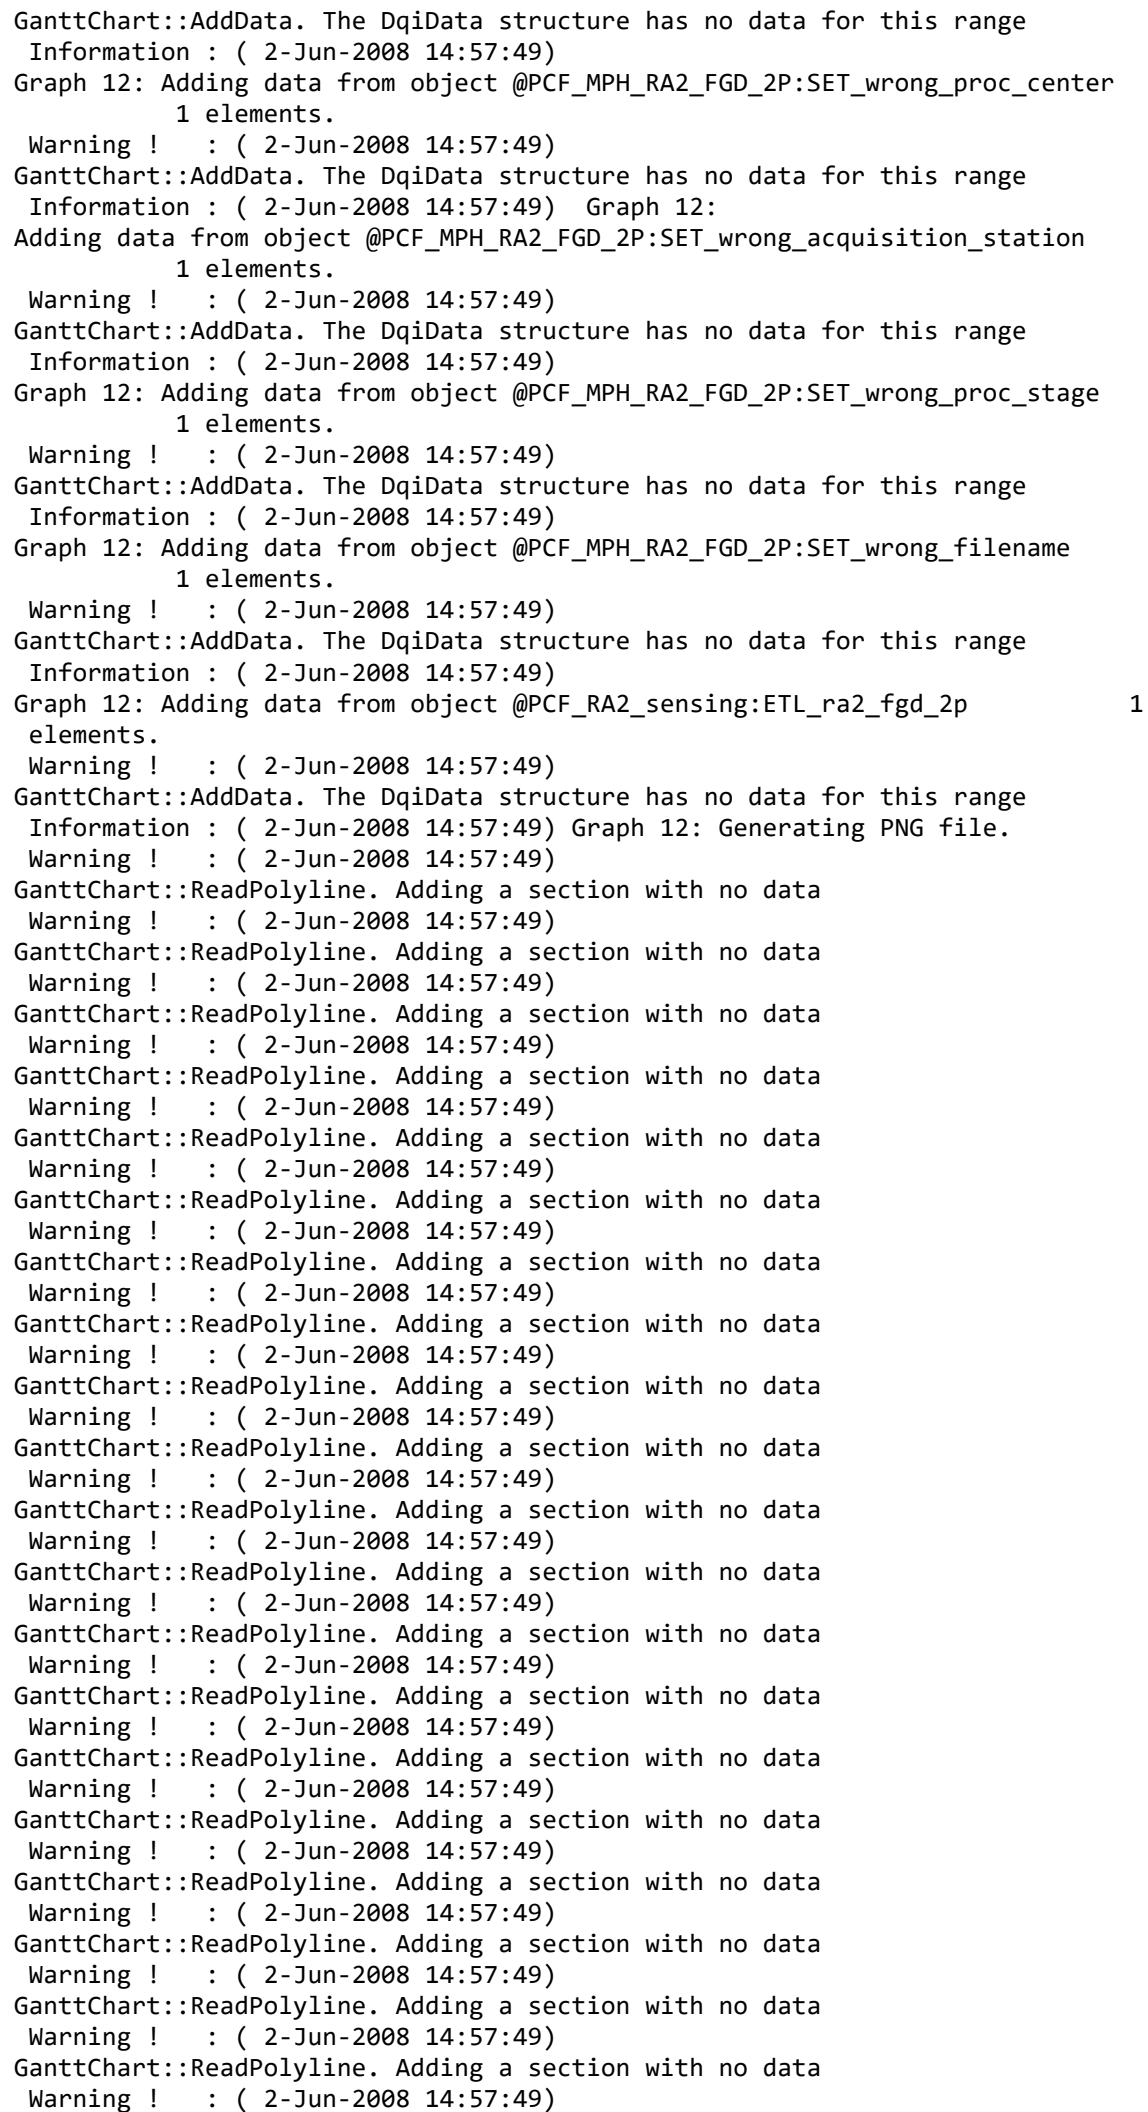 GanttChart::AddData. The DqiData structure has no data for this range
Information : ( 2-Jun-2008 14:57:49)
Graph 12: Adding data from object @PCF_MPH_RA2_FGD_2P:SET_wrong_proc_center
1 elements.
Warning ! : ( 2-Jun-2008 14:57:49)
GanttChart::AddData. The DqiData structure has no data for this range
Information : ( 2-Jun-2008 14:57:49) Graph 12:
Adding data from object @PCF_MPH_RA2_FGD_2P:SET_wrong_acquisition_station
1 elements.
Warning ! : ( 2-Jun-2008 14:57:49)
GanttChart::AddData. The DqiData structure has no data for this range
Information : ( 2-Jun-2008 14:57:49)
Graph 12: Adding data from object @PCF_MPH_RA2_FGD_2P:SET_wrong_proc_stage
1 elements.
Warning ! : ( 2-Jun-2008 14:57:49)
GanttChart::AddData. The DqiData structure has no data for this range
Information : ( 2-Jun-2008 14:57:49)
Graph 12: Adding data from object @PCF_MPH_RA2_FGD_2P:SET_wrong_filename
1 elements.
Warning ! : ( 2-Jun-2008 14:57:49)
GanttChart::AddData. The DqiData structure has no data for this range
Information : ( 2-Jun-2008 14:57:49)
Graph 12: Adding data from object @PCF_RA2_sensing:ETL_ra2_fgd_2p 1
elements.
Warning ! : ( 2-Jun-2008 14:57:49)
GanttChart::AddData. The DqiData structure has no data for this range
Information : ( 2-Jun-2008 14:57:49) Graph 12: Generating PNG file.
Warning ! : ( 2-Jun-2008 14:57:49)
GanttChart::ReadPolyline. Adding a section with no data
Warning ! : ( 2-Jun-2008 14:57:49)
GanttChart::ReadPolyline. Adding a section with no data
Warning ! : ( 2-Jun-2008 14:57:49)
GanttChart::ReadPolyline. Adding a section with no data
Warning ! : ( 2-Jun-2008 14:57:49)
GanttChart::ReadPolyline. Adding a section with no data
Warning ! : ( 2-Jun-2008 14:57:49)
GanttChart::ReadPolyline. Adding a section with no data
Warning ! : ( 2-Jun-2008 14:57:49)
GanttChart::ReadPolyline. Adding a section with no data
Warning ! : ( 2-Jun-2008 14:57:49)
GanttChart::ReadPolyline. Adding a section with no data
Warning ! : ( 2-Jun-2008 14:57:49)
GanttChart::ReadPolyline. Adding a section with no data
Warning ! : ( 2-Jun-2008 14:57:49)
GanttChart::ReadPolyline. Adding a section with no data
Warning ! : ( 2-Jun-2008 14:57:49)
GanttChart::ReadPolyline. Adding a section with no data
Warning ! : ( 2-Jun-2008 14:57:49)
GanttChart::ReadPolyline. Adding a section with no data
Warning ! : ( 2-Jun-2008 14:57:49)
GanttChart::ReadPolyline. Adding a section with no data
Warning ! : ( 2-Jun-2008 14:57:49)
GanttChart::ReadPolyline. Adding a section with no data
Warning ! : ( 2-Jun-2008 14:57:49)
GanttChart::ReadPolyline. Adding a section with no data
Warning ! : ( 2-Jun-2008 14:57:49)
GanttChart::ReadPolyline. Adding a section with no data
Warning ! : ( 2-Jun-2008 14:57:49)
GanttChart::ReadPolyline. Adding a section with no data
Warning ! : ( 2-Jun-2008 14:57:49)
GanttChart::ReadPolyline. Adding a section with no data
Warning ! : ( 2-Jun-2008 14:57:49)
GanttChart::ReadPolyline. Adding a section with no data
Warning ! : ( 2-Jun-2008 14:57:49)
GanttChart::ReadPolyline. Adding a section with no data
Warning ! : ( 2-Jun-2008 14:57:49)
GanttChart::ReadPolyline. Adding a section with no data
Warning ! : ( 2-Jun-2008 14:57:49)